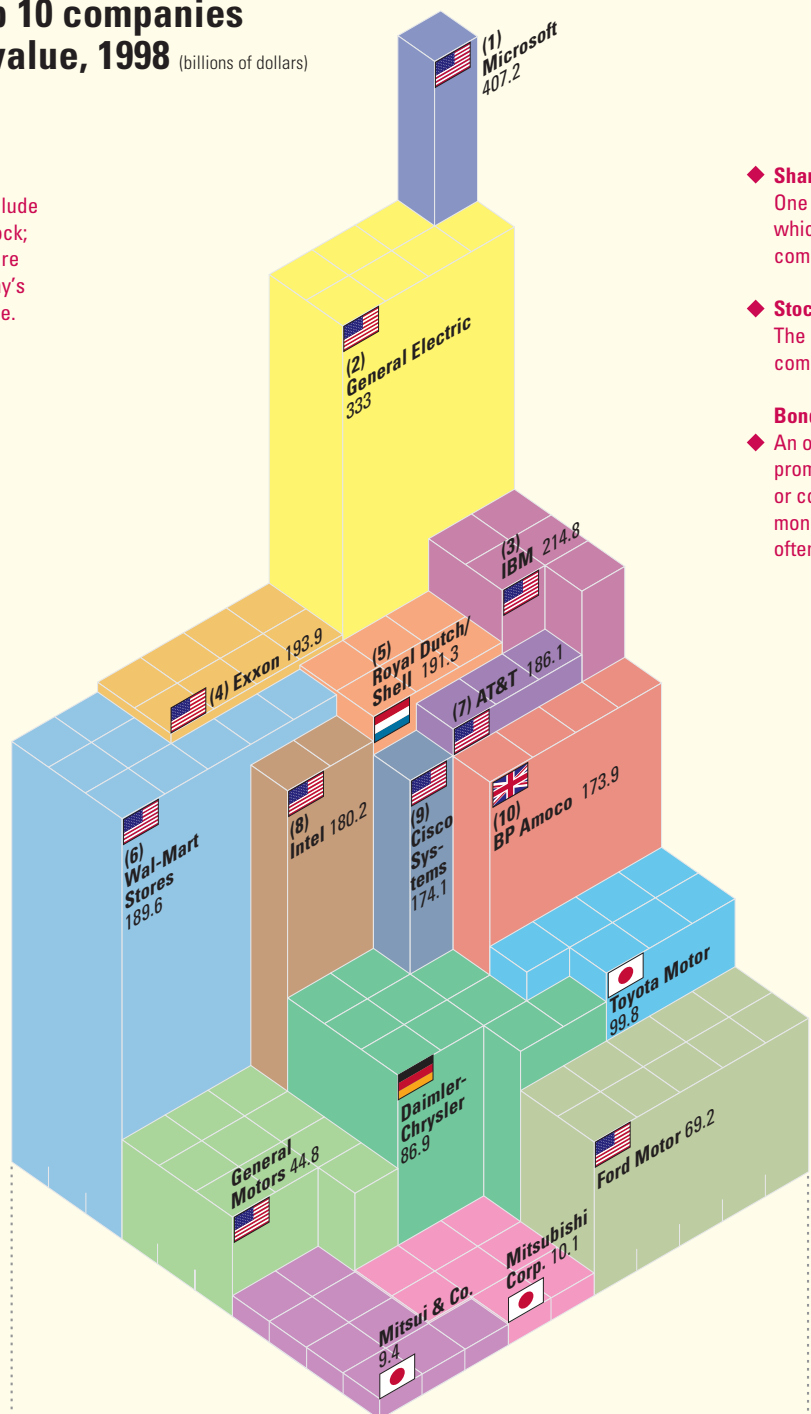 10 companies
value, 1998 (billions of dollars)
(1)
Microsoft
407.2
(2)
General Electric
333
(3)
IBM 214.8
(4) Exxon 193.9
(5)
Royal Dutch/
Shell 191.3
(7) AT&T 186.1
(6)
Wal-Mart
Stores
189.6
(8)
Intel 180.2
(9)
Cisco
Sys-
tems
174.1
(10)
BP Amoco 173.9
Toyota Motor
99.8
Daimler-
Chrysler
86.9
Ford Motor 69.2
General
Motors 44.8
Mitsubishi
Corp. 10.1
Mitsui & Co.
9.4
lude
ock;
re
ny's
e.
Shar
One
whic
com
Stoc
The
com
Bond
An o
prom
or co
mon
ofter